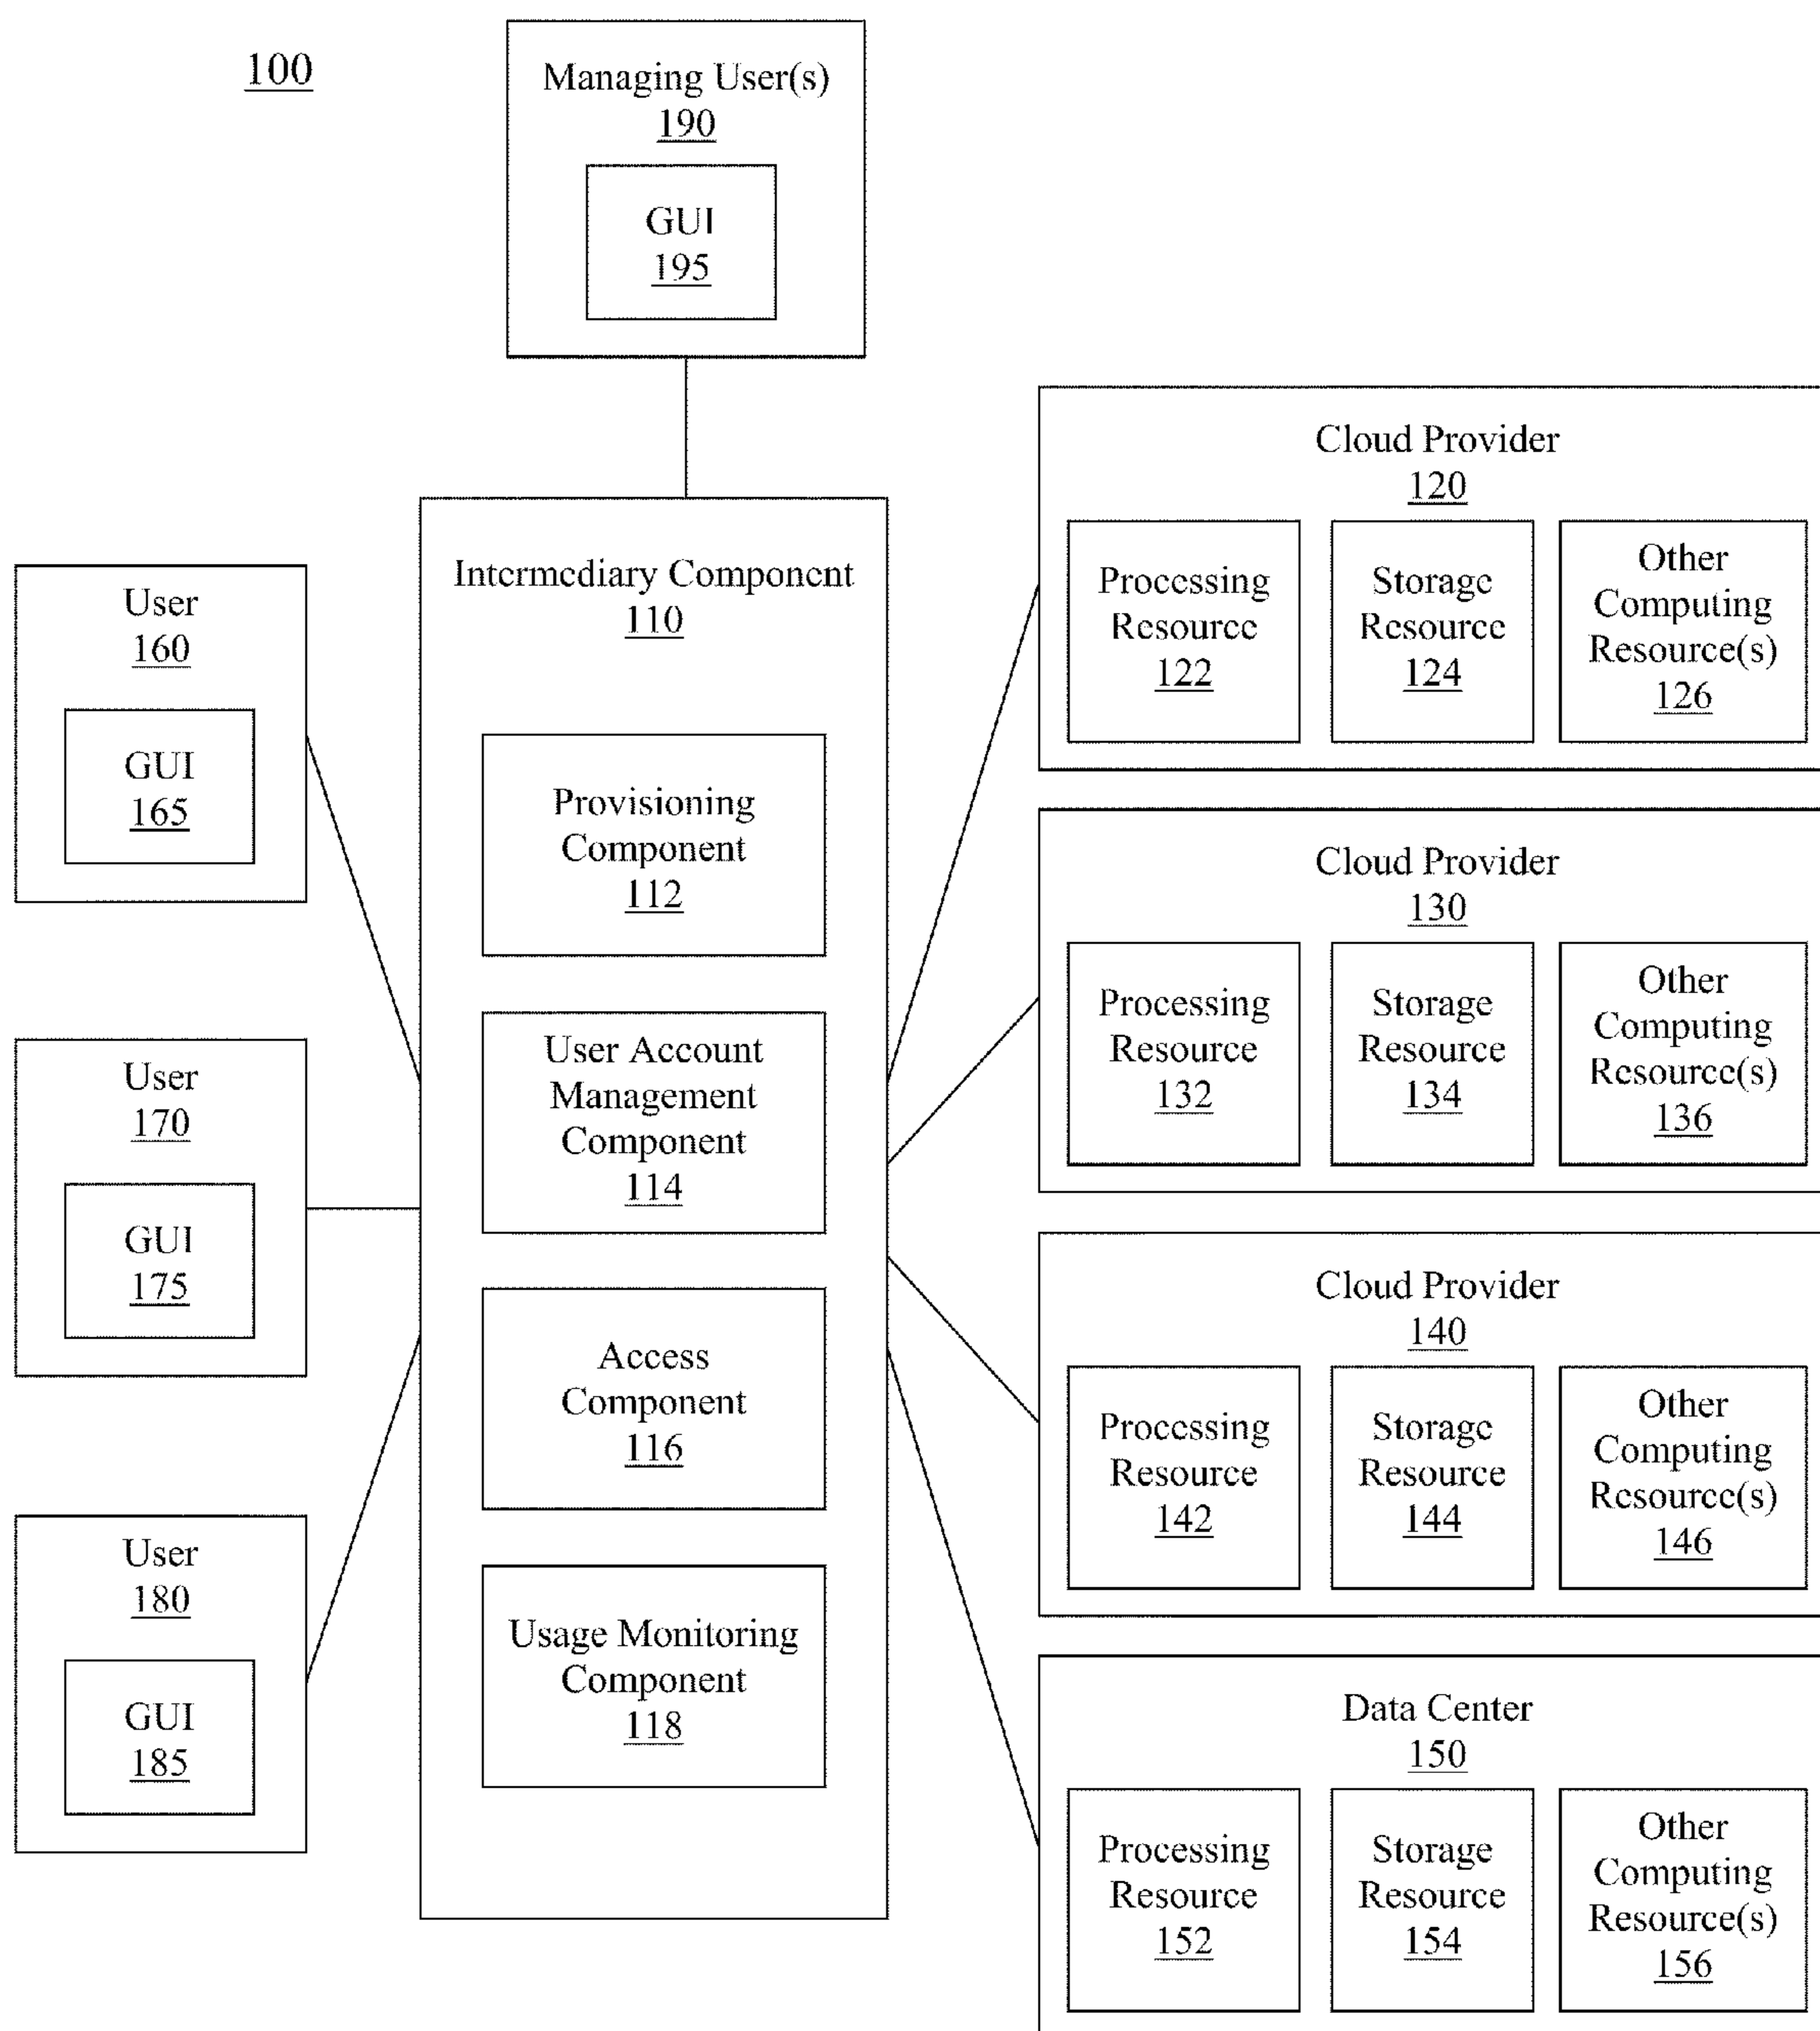 100
Managing User(s)
190
GUI
195
User
160
GUI
165
User
170
GUI
175
User
180
GUI
185
Intermediary Component
110
Provisioning
Component
112
User Account
Management
Component
114
Access
Component
116
Usage Monitoring
Component
118
Cloud Provider
120
Processing
Resource
122
Storage
Resource
124
Other
Computing
Resource(s)
126
Cloud Provider
130
Processing
Resource
132
Storage
Resource
134
Other
Computing
Resource(s)
136
Cloud Provider
140
Processing
Resource
142
Storage
Resource
144
Other
Computing
Resource(s)
146
Data Center
150
Processing
Resource
152
Storage
Resource
154
Other
Computing
Resource(s)
156